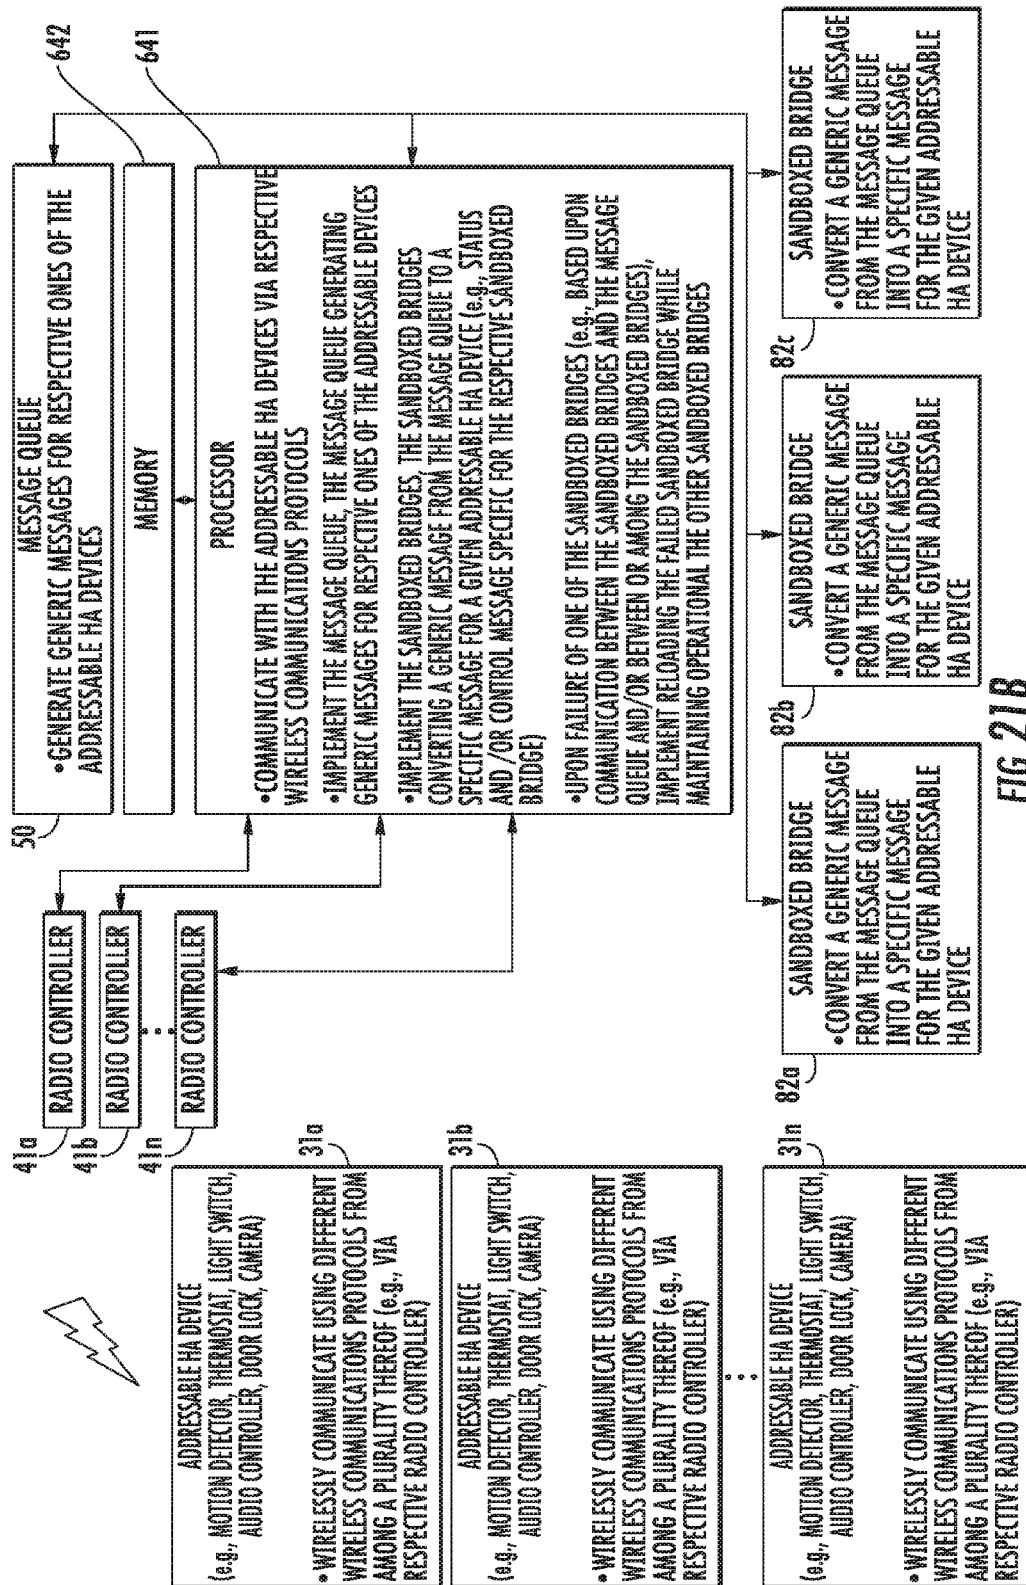 ADDRESSABLE HA DEVICE
(e.g., MOTION DETECTOR, THERMOSTAT, LIGHT SWITCH,
AUDIO CONTROLLER, DOOR LOCK, CAMERA)
• WIRELESSLY COMMUNICATE USING DIFFERENT
WIRELESS COMMUNICATIONS PROTOCOLS FROM
AMONG A PLURALITY THEREOF (e.g., VIA
RESPECTIVE RADIO CONTROLLER)
31a
ADDRESSABLE HA DEVICE
(e.g., MOTION DETECTOR, THERMOSTAT, LIGHT SWITCH,
AUDIO CONTROLLER, DOOR LOCK, CAMERA)
• WIRELESSLY COMMUNICATE USING DIFFERENT
WIRELESS COMMUNICATIONS PROTOCOLS FROM
AMONG A PLURALITY THEREOF (e.g., VIA
RESPECTIVE RADIO CONTROLLER)
31b
ADDRESSABLE HA DEVICE
(e.g., MOTION DETECTOR, THERMOSTAT, LIGHT SWITCH,
AUDIO CONTROLLER, DOOR LOCK, CAMERA)
• WIRELESSLY COMMUNICATE USING DIFFERENT
WIRELESS COMMUNICATIONS PROTOCOLS FROM
AMONG A PLURALITY THEREOF (e.g., VIA
RESPECTIVE RADIO CONTROLLER)
31n
41a
RADIO CONTROLLER
41b
RADIO CONTROLLER
41n
RADIO CONTROLLER
50
MESSAGE QUEUE
•GENERATE GENERIC MESSAGES FOR RESPECTIVE ONES OF THE
ADDRESSABLE HA DEVICES
MEMORY
642
PROCESSOR
641
•COMMUNICATE WITH THE ADDRESSABLE HA DEVICES VIA RESPECTIVE
WIRELESS COMMUNICATIONS PROTOCOLS
•IMPLEMENT THE MESSAGE QUEUE, THE MESSAGE QUEUE GENERATING
GENERIC MESSAGES FOR RESPECTIVE ONES OF THE ADDRESSABLE DEVICES
•IMPLEMENT THE SANDBOXED BRIDGES, THE SANDBOXED BRIDGES
CONVERTING A GENERIC MESSAGE FROM THE MESSAGE QUEUE TO A
SPECIFIC MESSAGE FOR A GIVEN ADDRESSABLE HA DEVICE (e.g., STATUS
AND /OR CONTROL MESSAGE SPECIFIC FOR THE RESPECTIVE SANDBOXED
BRIDGE)
•UPON FAILURE OF ONE OF THE SANDBOXED BRIDGES (e.g., BASED UPON
COMMUNICATION BETWEEN THE SANDBOXED BRIDGES AND THE MESSAGE
QUEUE AND/OR BETWEEN OR AMONG THE SANDBOXED BRIDGES),
IMPLEMENT RELOADING THE FAILED SANDBOXED BRIDGE WHILE
MAINTAINING OPERATIONAL THE OTHER SANDBOXED BRIDGES
82a
SANDBOXED BRIDGE
•CONVERT A GENERIC MESSAGE
FROM THE MESSAGE QUEUE
INTO A SPECIFIC MESSAGE
FOR THE GIVEN ADDRESSABLE
HA DEVICE
82b
SANDBOXED BRIDGE
•CONVERT A GENERIC MESSAGE
FROM THE MESSAGE QUEUE
INTO A SPECIFIC MESSAGE
FOR THE GIVEN ADDRESSABLE
HA DEVICE
82c
SANDBOXED BRIDGE
•CONVERT A GENERIC MESSAGE
FROM THE MESSAGE QUEUE
INTO A SPECIFIC MESSAGE
FOR THE GIVEN ADDRESSABLE
HA DEVICE
FIG. 21B